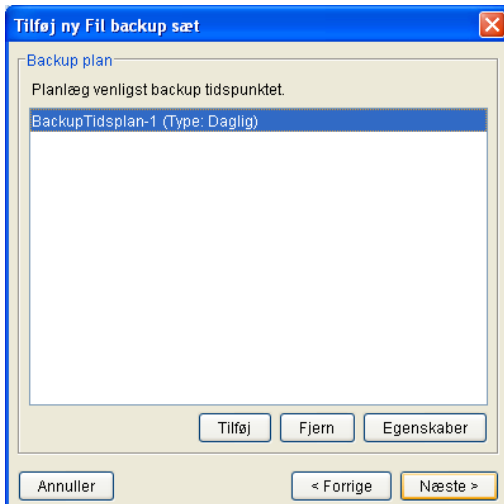 Tilføj ny Fil backup sæt
Backup plan
Planlæg venligst backup tidspunktet.
BackupTidsplan-1 (Type: Daglig)
Tilføj Fjern Egenskaber
Annuller < Forrige Næste >